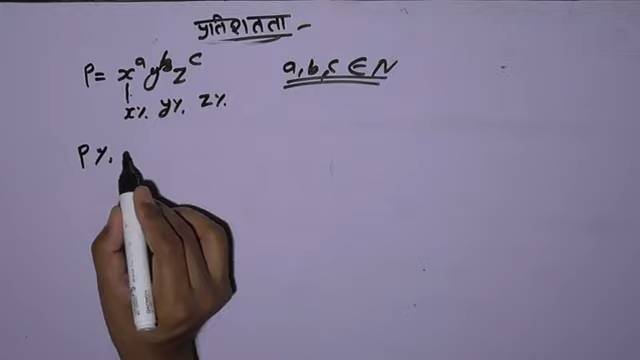 प्रतिशतता -
P = x^a y^b z^c    a, b, c ∈ N
x%. y%. z%.
P%.